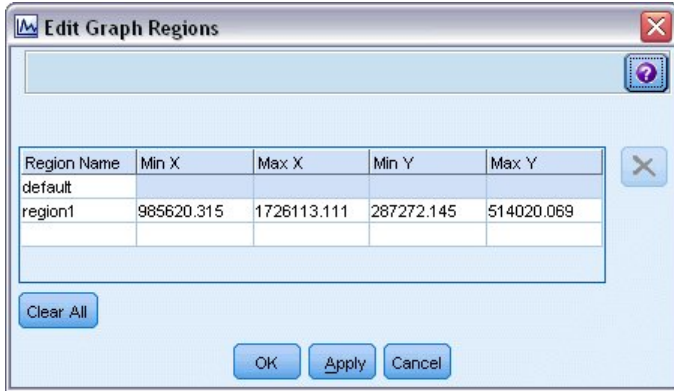 Edit Graph Regions
Region Name Min X Max X Min Y Max Y
default
region1 985620.315 1726113.111 287272.145 514020.069
Clear All
OK Apply Cancel